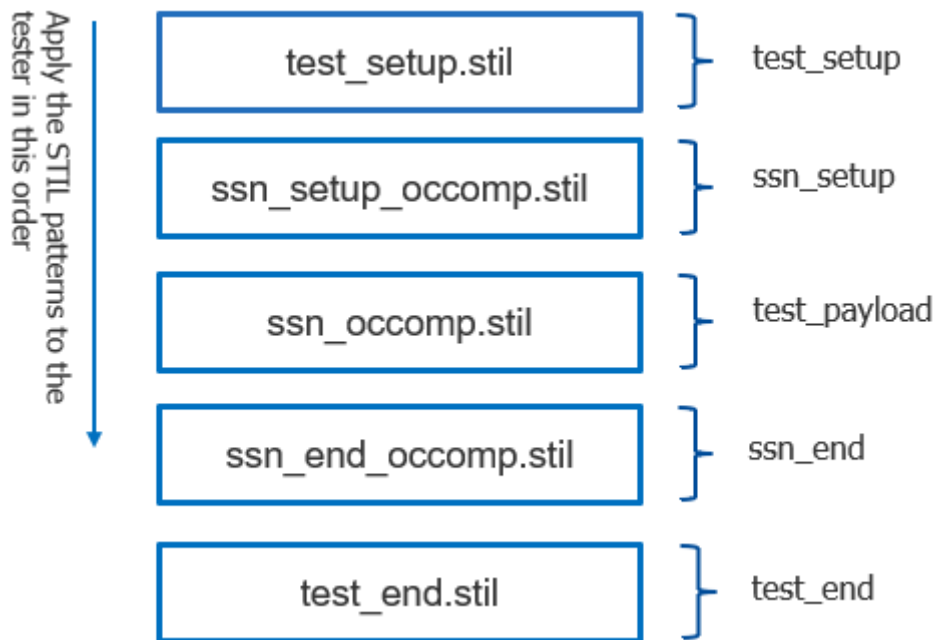 Apply the STIL patterns to the
tester in this order
test_setup.stil
test_setup
ssn_setup_occomp.stil
ssn_setup
ssn_occomp.stil
test_payload
ssn_end_occomp.stil
ssn_end
test_end.stil
test_end